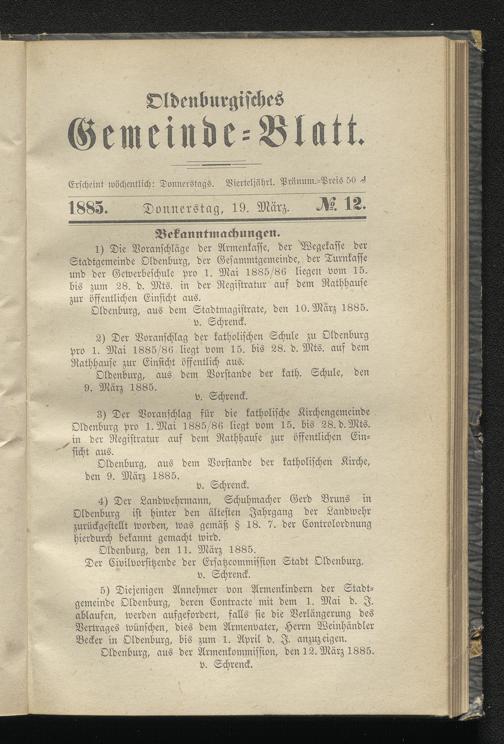 Oldenburgisches
Gemeinde=Blatt.
Erscheint wöchentlich: Donnerstags. Vierteljährl. Pränum.=Preis 50 ₰
1885. Donnerstag, 19. März. № 12.
Bekanntmachungen.
1) Die Voranschläge der Armenkasse, der Wegekasse der
Stadtgemeinde Oldenburg, der Gesammtgemeinde, der Turnkasse
und der Gewerbeschule pro 1. Mai 1885/86 liegen vom 15.
bis zum 28. d. Mts. in der Registratur auf dem Rathhause
zur öffentlichen Einsicht aus.
Oldenburg, aus dem Stadtmagistrate, den 10. März 1885.
v. Schrenck.
2) Der Voranschlag der katholischen Schule zu Oldenburg
pro 1. Mai 1885/86 liegt vom 15. bis 28. d. Mts. auf dem
Rathhause zur Einsicht öffentlich aus.
Oldenburg, aus dem Vorstande der kath. Schule, den
9. März 1885.
v. Schrenck.
3) Der Voranschlag für die katholische Kirchengemeinde
Oldenburg pro 1. Mai 1885/86 liegt vom 15. bis 28. d. Mts.
in der Registratur auf dem Rathhause zur öffentlichen Ein=
sicht aus.
Oldenburg, aus dem Vorstande der katholischen Kirche,
den 9. März 1885.
v. Schrenck.
4) Der Landwehrmann, Schuhmacher Gerd Bruns in
Oldenburg ist hinter den ältesten Jahrgang der Landwehr
zurückgestellt worden, was gemäß § 18. 7. der Controlordnung
hierdurch bekannt gemacht wird.
Oldenburg, den 11. März 1885.
Der Civilvorsitzende der Ersatzcommission Stadt Oldenburg.
v. Schrenck.
5) Diejenigen Annehmer von Armenkindern der Stadt=
gemeinde Oldenburg, deren Contracte mit dem 1. Mai d. J.
ablaufen, werden aufgefordert, falls sie die Verlängerung des
Vertrages wünschen, dies dem Armenvater, Herrn Weinhändler
Becker in Oldenburg, bis zum 1. April d. J. anzuzeigen.
Oldenburg, aus der Armenkommission, den 12. März 1885.
v. Schrenck.